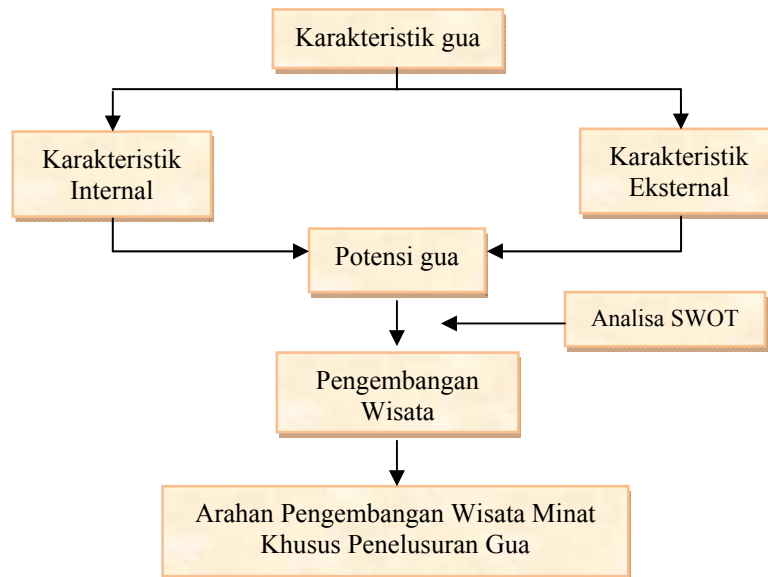 Karakteristik gua
Karakteristik
Internal
Karakteristik
Eksternal
Potensi gua
Analisa SWOT
Pengembangan
Wisata
Arahan Pengembangan Wisata Minat
Khusus Penelusuran Gua